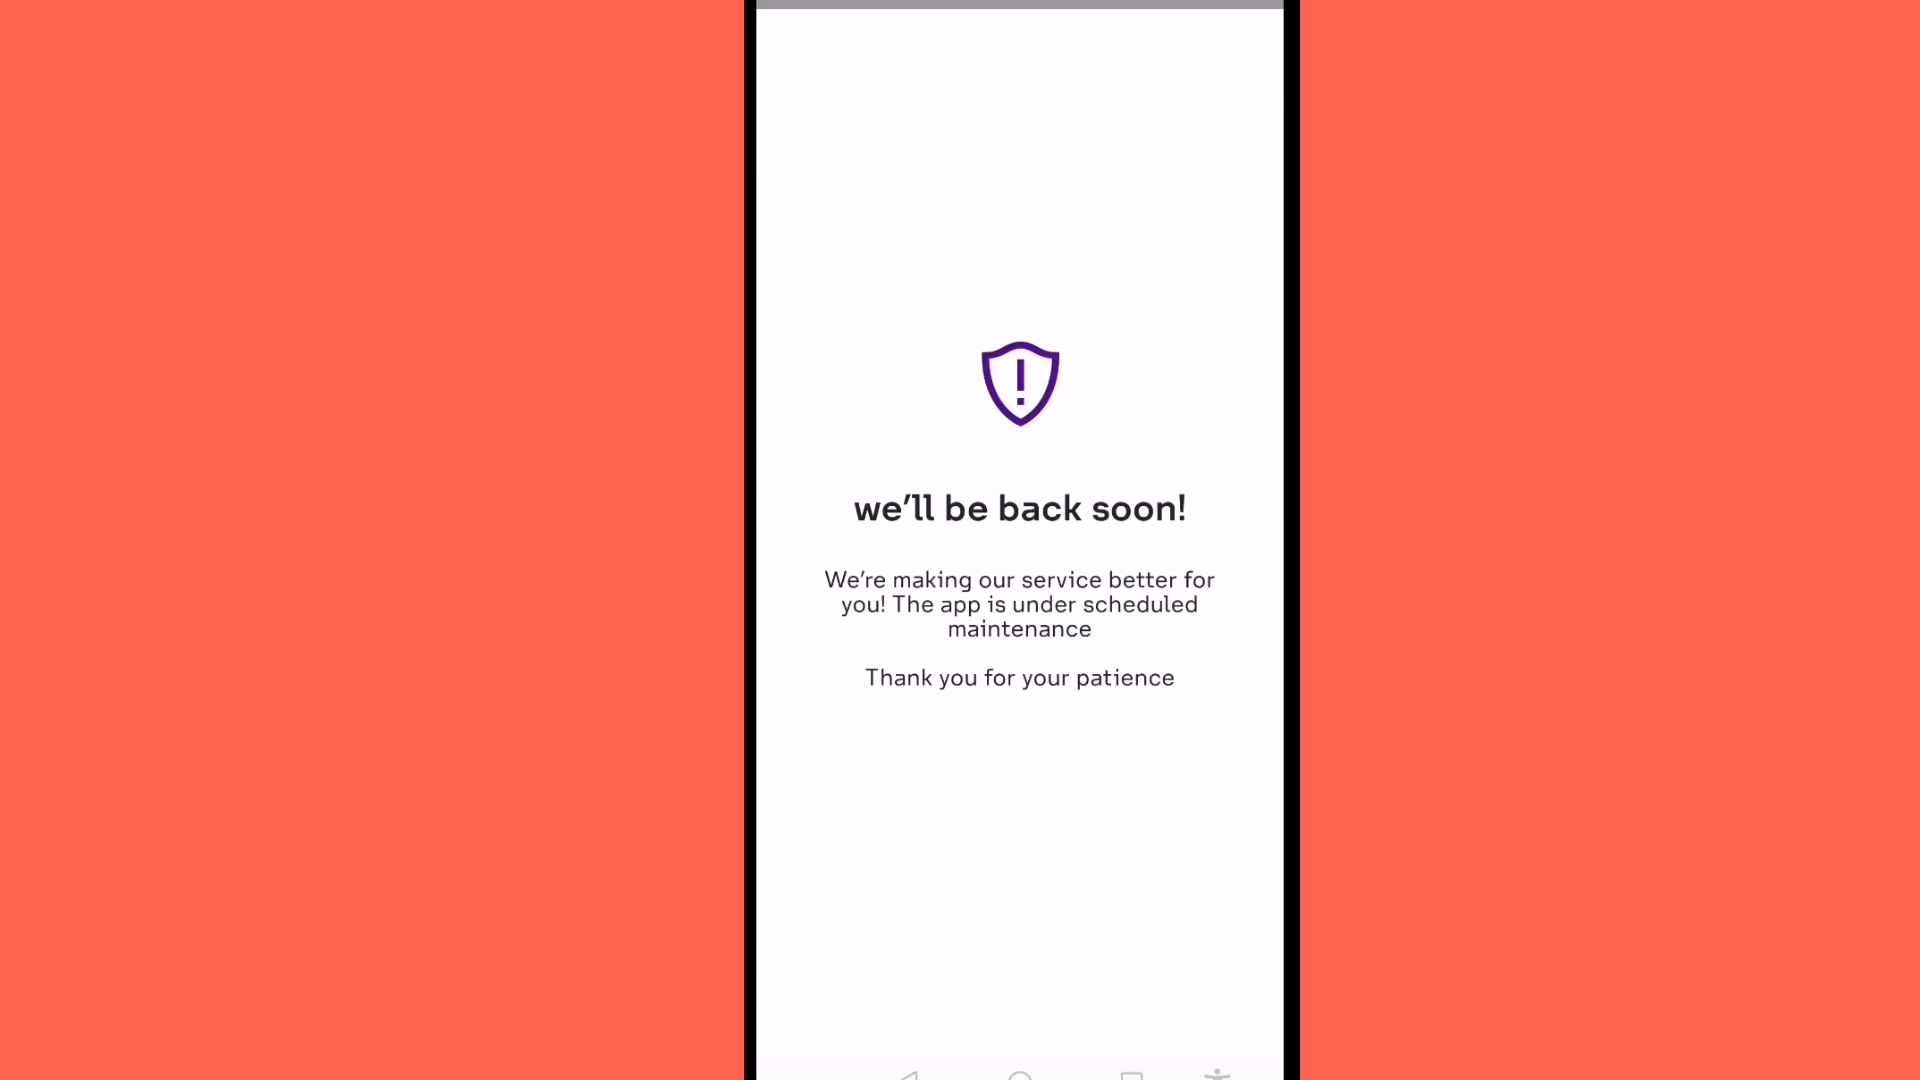 we’ll be back soon!
We’re making our service better for
you! The app is under scheduled
maintenance
Thank you for your patience